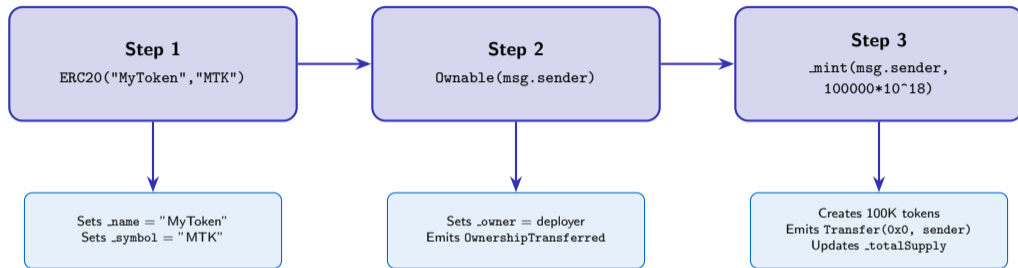 Step 1
ERC20("MyToken","MTK")
Step 2
Ownable(msg.sender)
Step 3
_mint(msg.sender,
100000*10^18)
Sets _name = "MyToken"
Sets _symbol = "MTK"
Sets _owner = deployer
Emits OwnershipTransferred
Creates 100K tokens
Emits Transfer(0x0, sender)
Updates _totalSupply